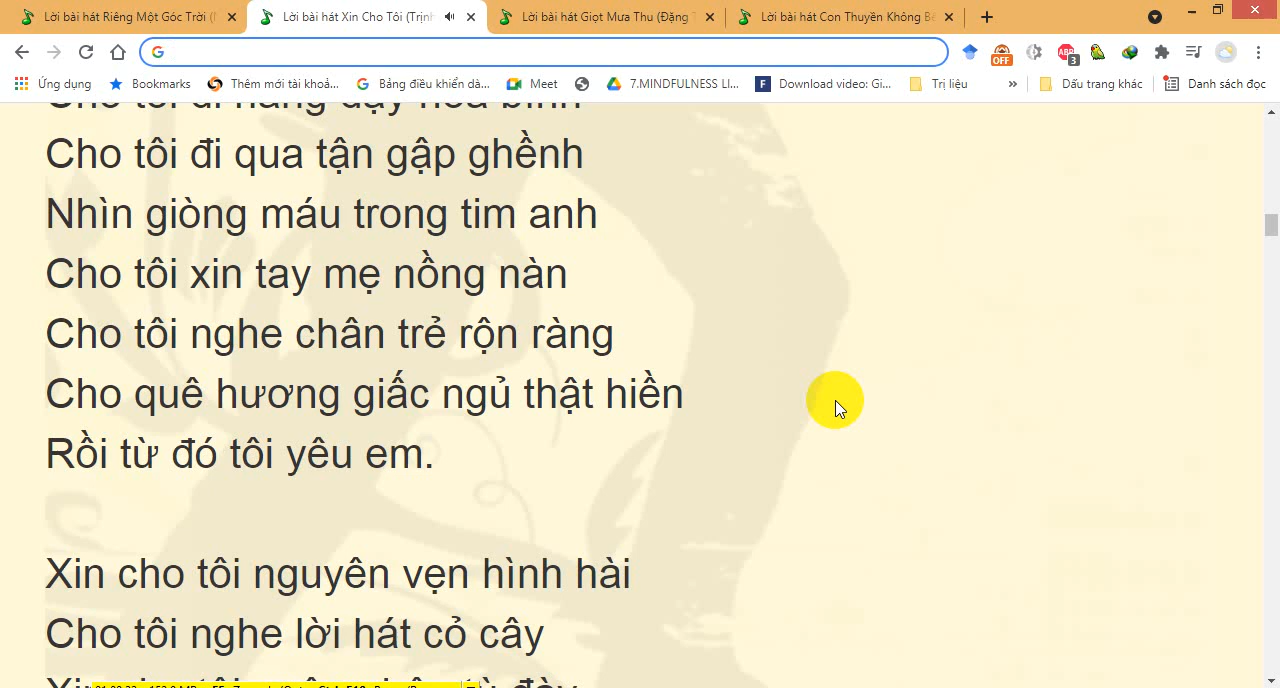 Lời bài hát Riêng Một Góc Trời (
Lời bài hát Xin Cho Tôi (Trịnh
Lời bài hát Giọt Mưa Thu (Đặng T
Lời bài hát Con Thuyền Không Bế
OFF
ABP
3
Ứng dụng
Bookmarks
Thêm mới tài khoả...
Bảng điều khiển dà...
Meet
7.MINDFULNESS LI...
Download video: Gi...
Trị liệu
»
Dấu trang khác
Danh sách đọc
Cho tôi đi qua tận gập ghềnh
Nhìn giòng máu trong tim anh
Cho tôi xin tay mẹ nồng nàn
Cho tôi nghe chân trẻ rộn ràng
Cho quê hương giấc ngủ thật hiền
Rồi từ đó tôi yêu em.
Xin cho tôi nguyên vẹn hình hài
Cho tôi nghe lời hát cỏ cây